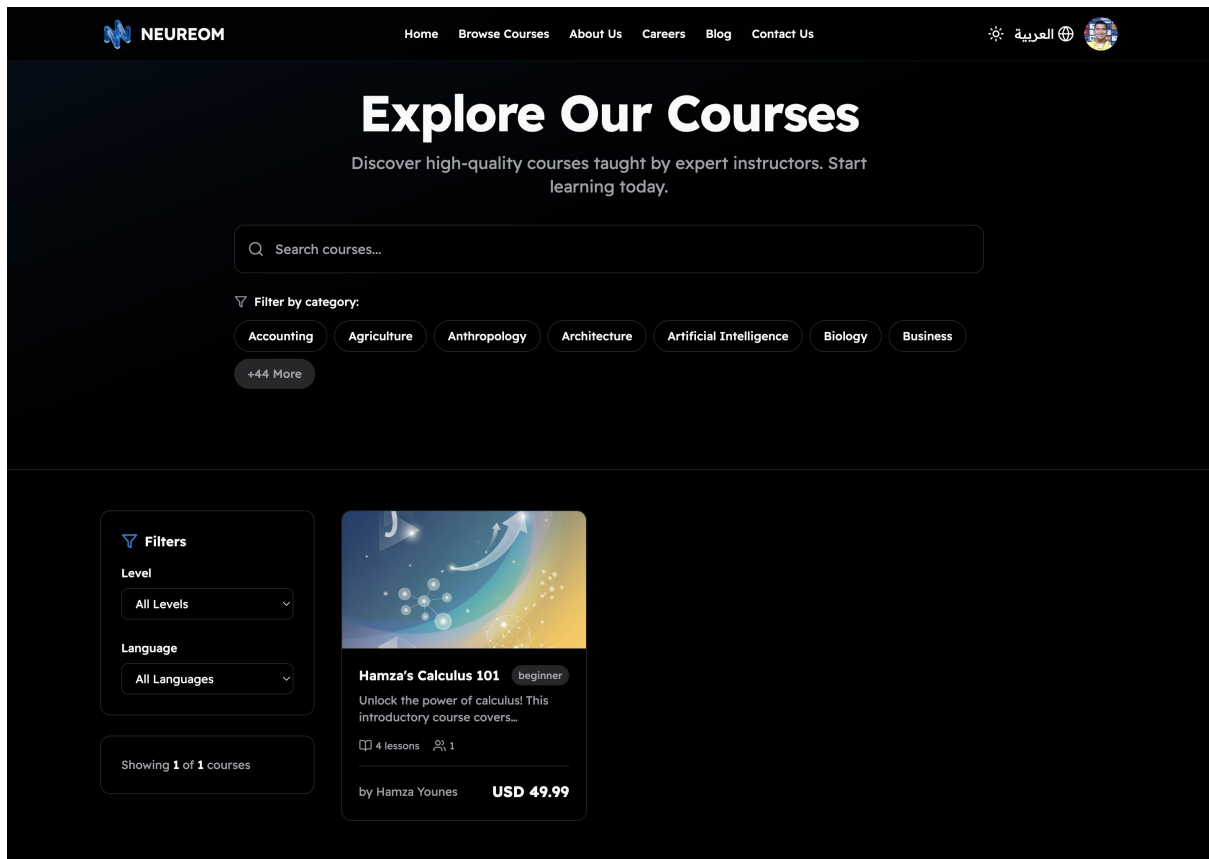 NEUREOM
Home Browse Courses About Us Careers Blog Contact Us
العربية
Explore Our Courses
Discover high-quality courses taught by expert instructors. Start
learning today.
Search courses...
Filter by category:
Accounting Agriculture Anthropology Architecture Artificial Intelligence Biology Business
+44 More
Filters
Level
All Levels
Language
All Languages
Showing 1 of 1 courses
Hamza's Calculus 101 beginner
Unlock the power of calculus! This
introductory course covers...
4 lessons 1
by Hamza Younes USD 49.99